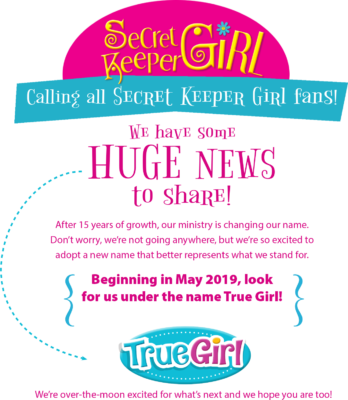 Secret
Keeper GiRL
Calling all Secret Keeper Girl fans!
We have some
HUGE NEWS
to share!
After 15 years of growth, our ministry is changing our name.
Don't worry, we're not going anywhere, but we're so excited to
adopt a new name that better represents what we stand for.
Beginning in May 2019, look
for us under the name True Girl!
TrueGirl
We're over-the-moon excited for what's next and we hope you are too!